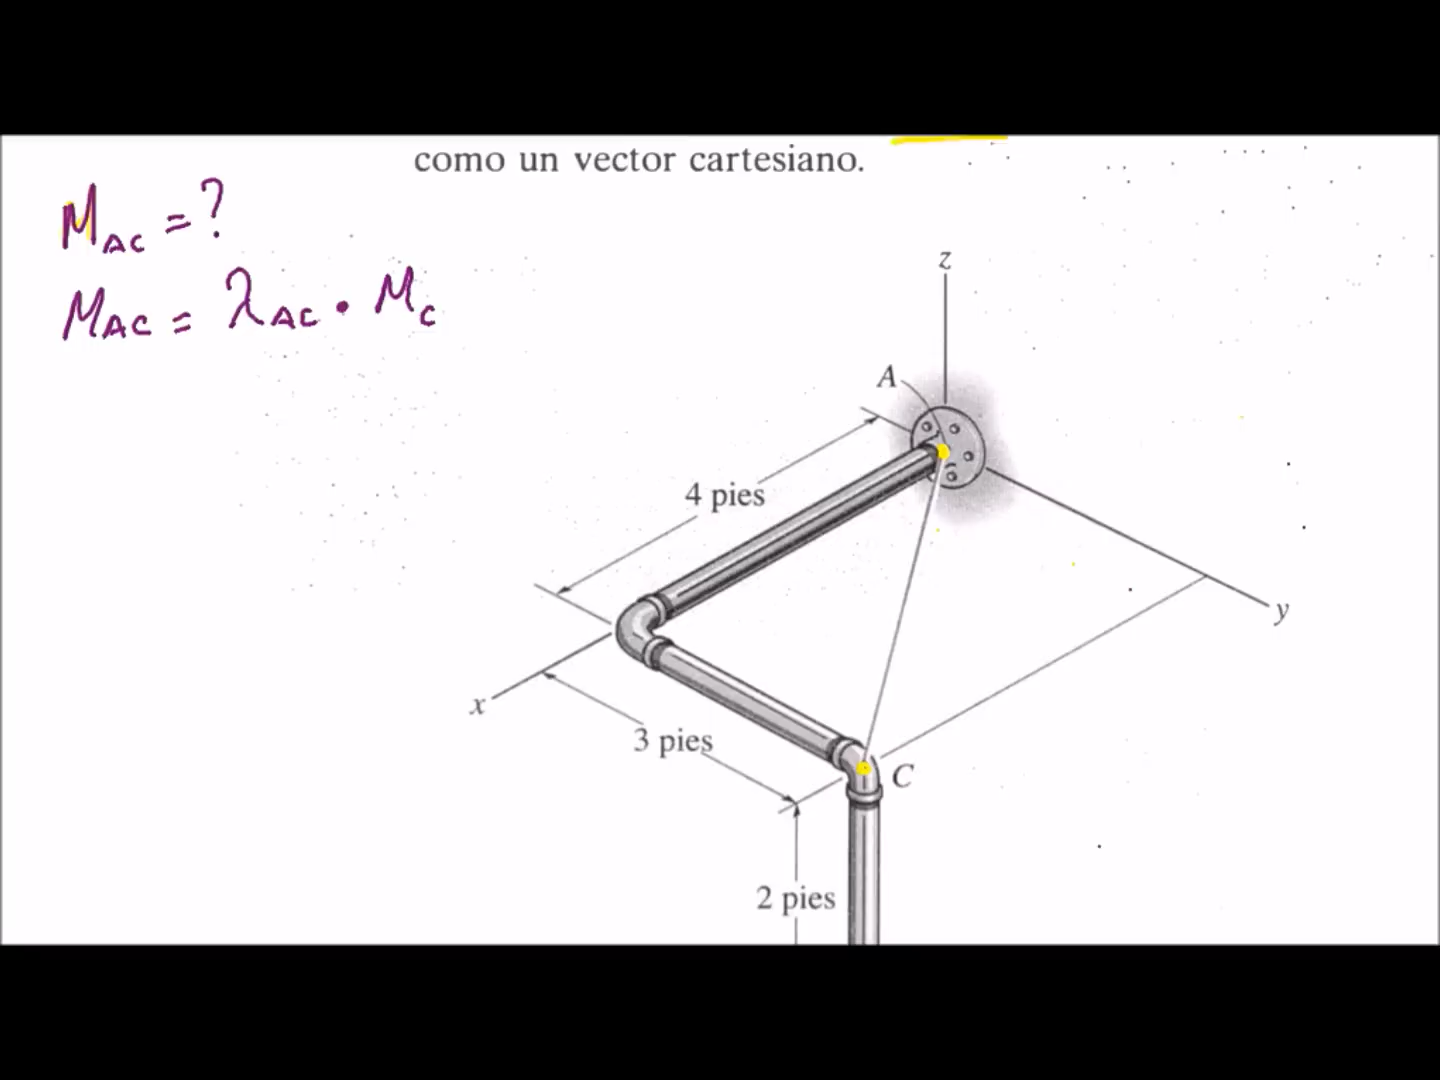 como un vector cartesiano.
M_AC = ?
M_AC = λ_AC • M_C
z
A
4 pies
y
x
3 pies
C
2 pies